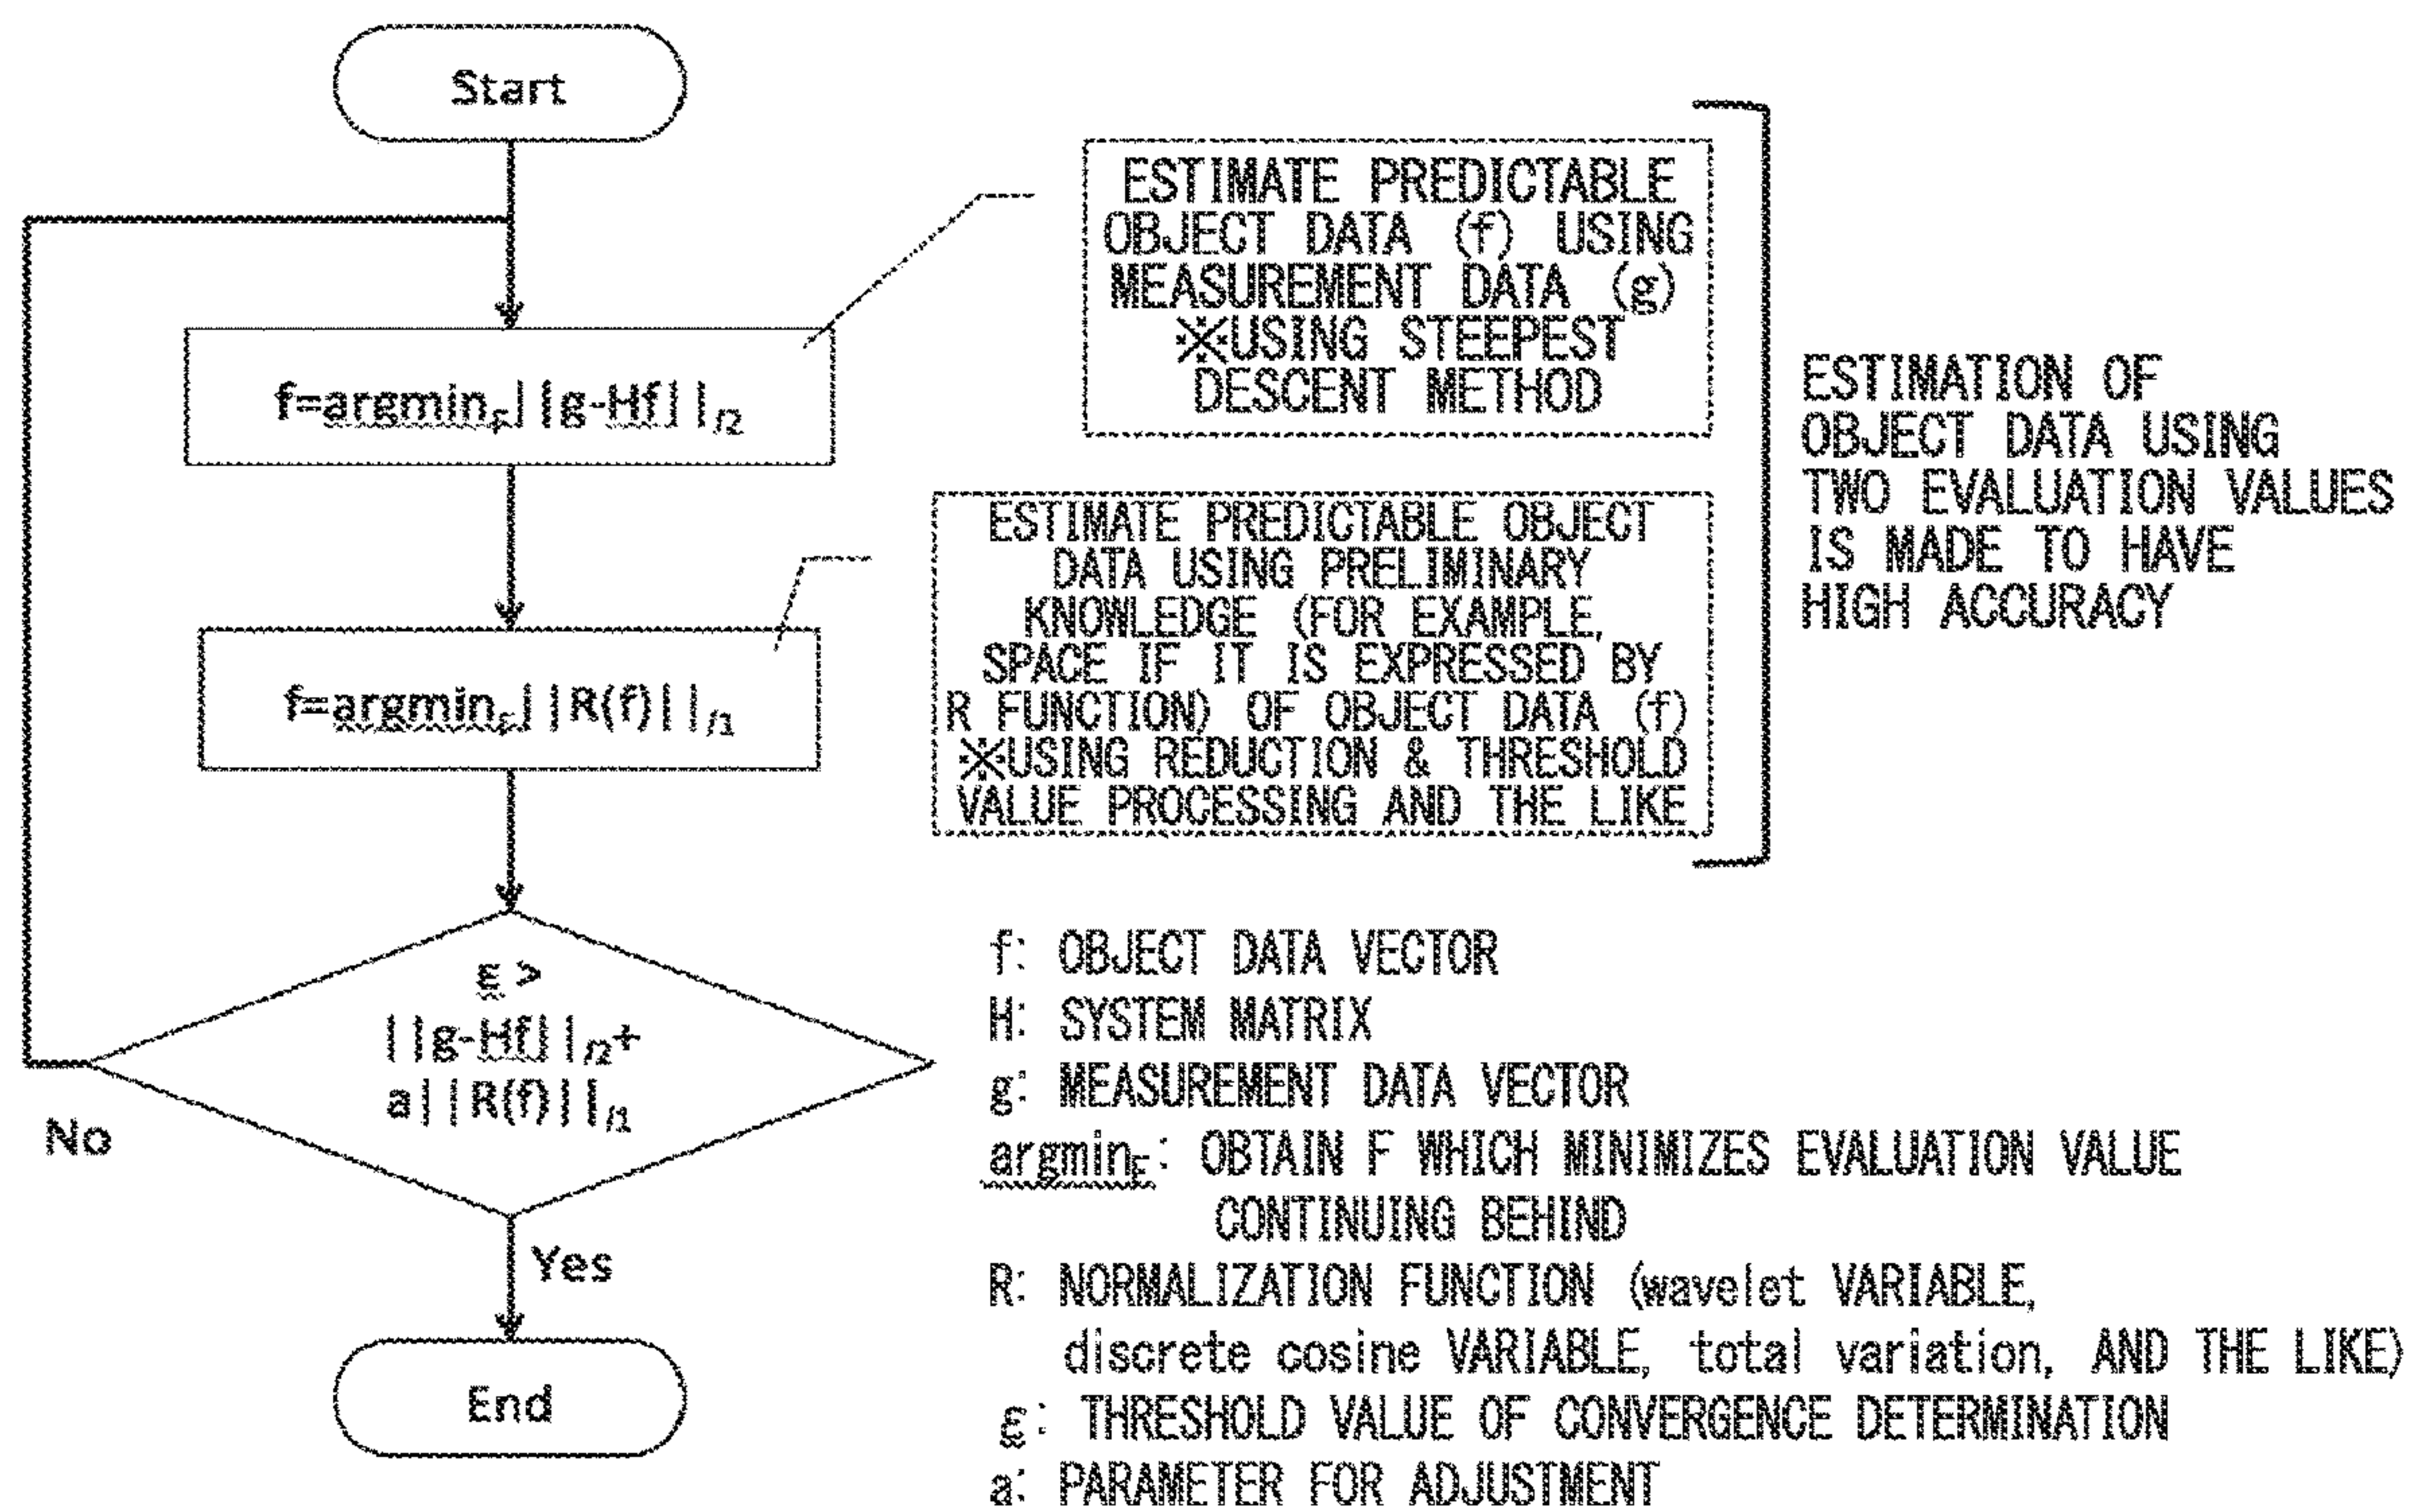 Start
f=argmin_F||g-Hf||_l2
f=argmin_F||R(f)||_l1
ε >
||g-Hf||_l2+
a||R(f)||_l1
No
Yes
End
ESTIMATE PREDICTABLE
OBJECT DATA (f) USING
MEASUREMENT DATA (g)
※USING STEEPEST
DESCENT METHOD
ESTIMATE PREDICTABLE OBJECT
DATA USING PRELIMINARY
KNOWLEDGE (FOR EXAMPLE,
SPACE IF IT IS EXPRESSED BY
R FUNCTION) OF OBJECT DATA (f)
※USING REDUCTION & THRESHOLD
VALUE PROCESSING AND THE LIKE
ESTIMATION OF
OBJECT DATA USING
TWO EVALUATION VALUES
IS MADE TO HAVE
HIGH ACCURACY
f: OBJECT DATA VECTOR
H: SYSTEM MATRIX
g: MEASUREMENT DATA VECTOR
argmin_F: OBTAIN F WHICH MINIMIZES EVALUATION VALUE
CONTINUING BEHIND
R: NORMALIZATION FUNCTION (wavelet VARIABLE,
discrete cosine VARIABLE, total variation, AND THE LIKE)
ε: THRESHOLD VALUE OF CONVERGENCE DETERMINATION
a: PARAMETER FOR ADJUSTMENT